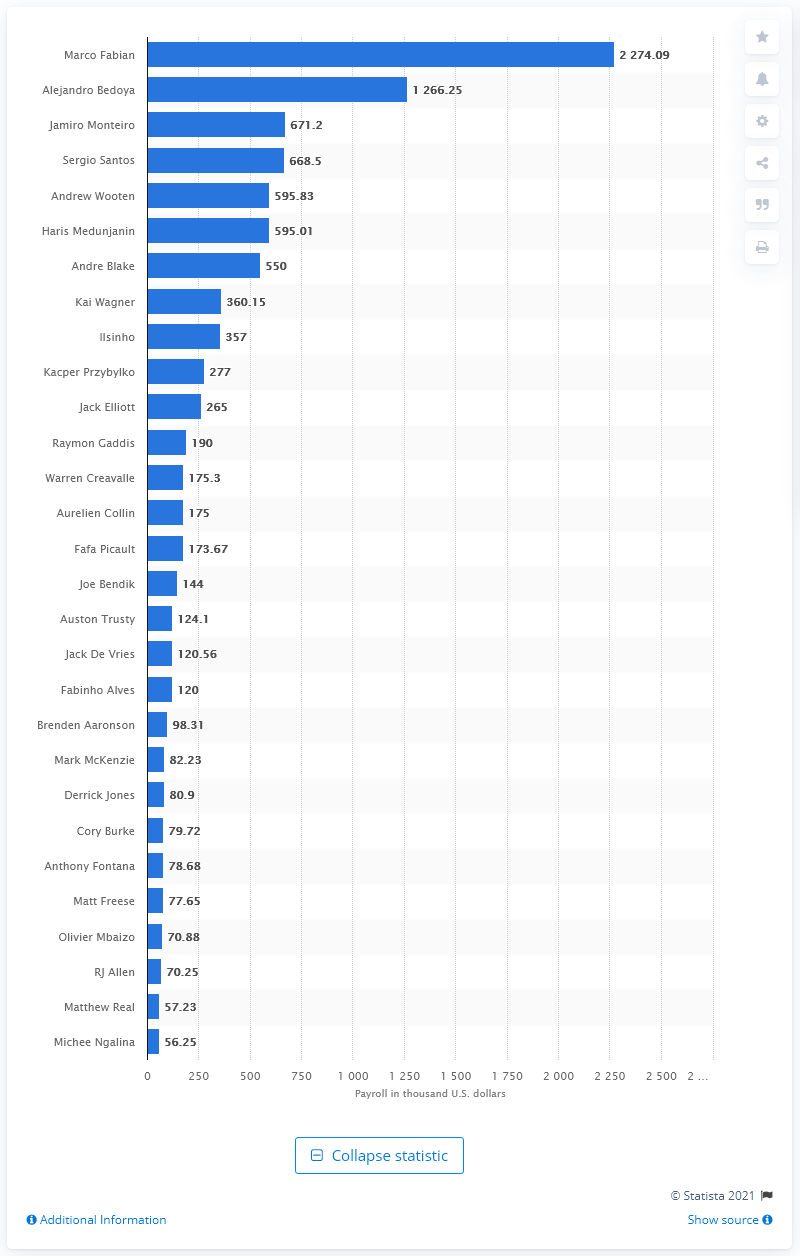 Marco Fabian 2 274.09
Alejandro Bedoya 1 266.25
Jamiro Monteiro 671.2
Sergio Santos 668.5
Andrew Wooten 595.83
Haris Medunjanin 595.01
Andre Blake 550
Kai Wagner 360.15
Ilsinho 357
Kacper Przybylko 277
Jack Elliott 265
Raymon Gaddis 190
Warren Creavalle 175.3
Aurelien Collin 175
Fafa Picault 173.67
Joe Bendik 144
Auston Trusty 124.1
Jack De Vries 120.56
Fabinho Alves 120
Brenden Aaronson 98.31
Mark McKenzie 82.23
Derrick Jones 80.9
Cory Burke 79.72
Anthony Fontana 78.68
Matt Freese 77.65
Olivier Mbaizo 70.88
RJ Allen 70.25
Matthew Real 57.23
Michee Ngalina 56.25
0 250 500 750 1 000 1 250 1 500 1 750 2 000 2 250 2 500 2 ...
Payroll in thousand U.S. dollars
Collapse statistic
© Statista 2021
Additional Information Show source